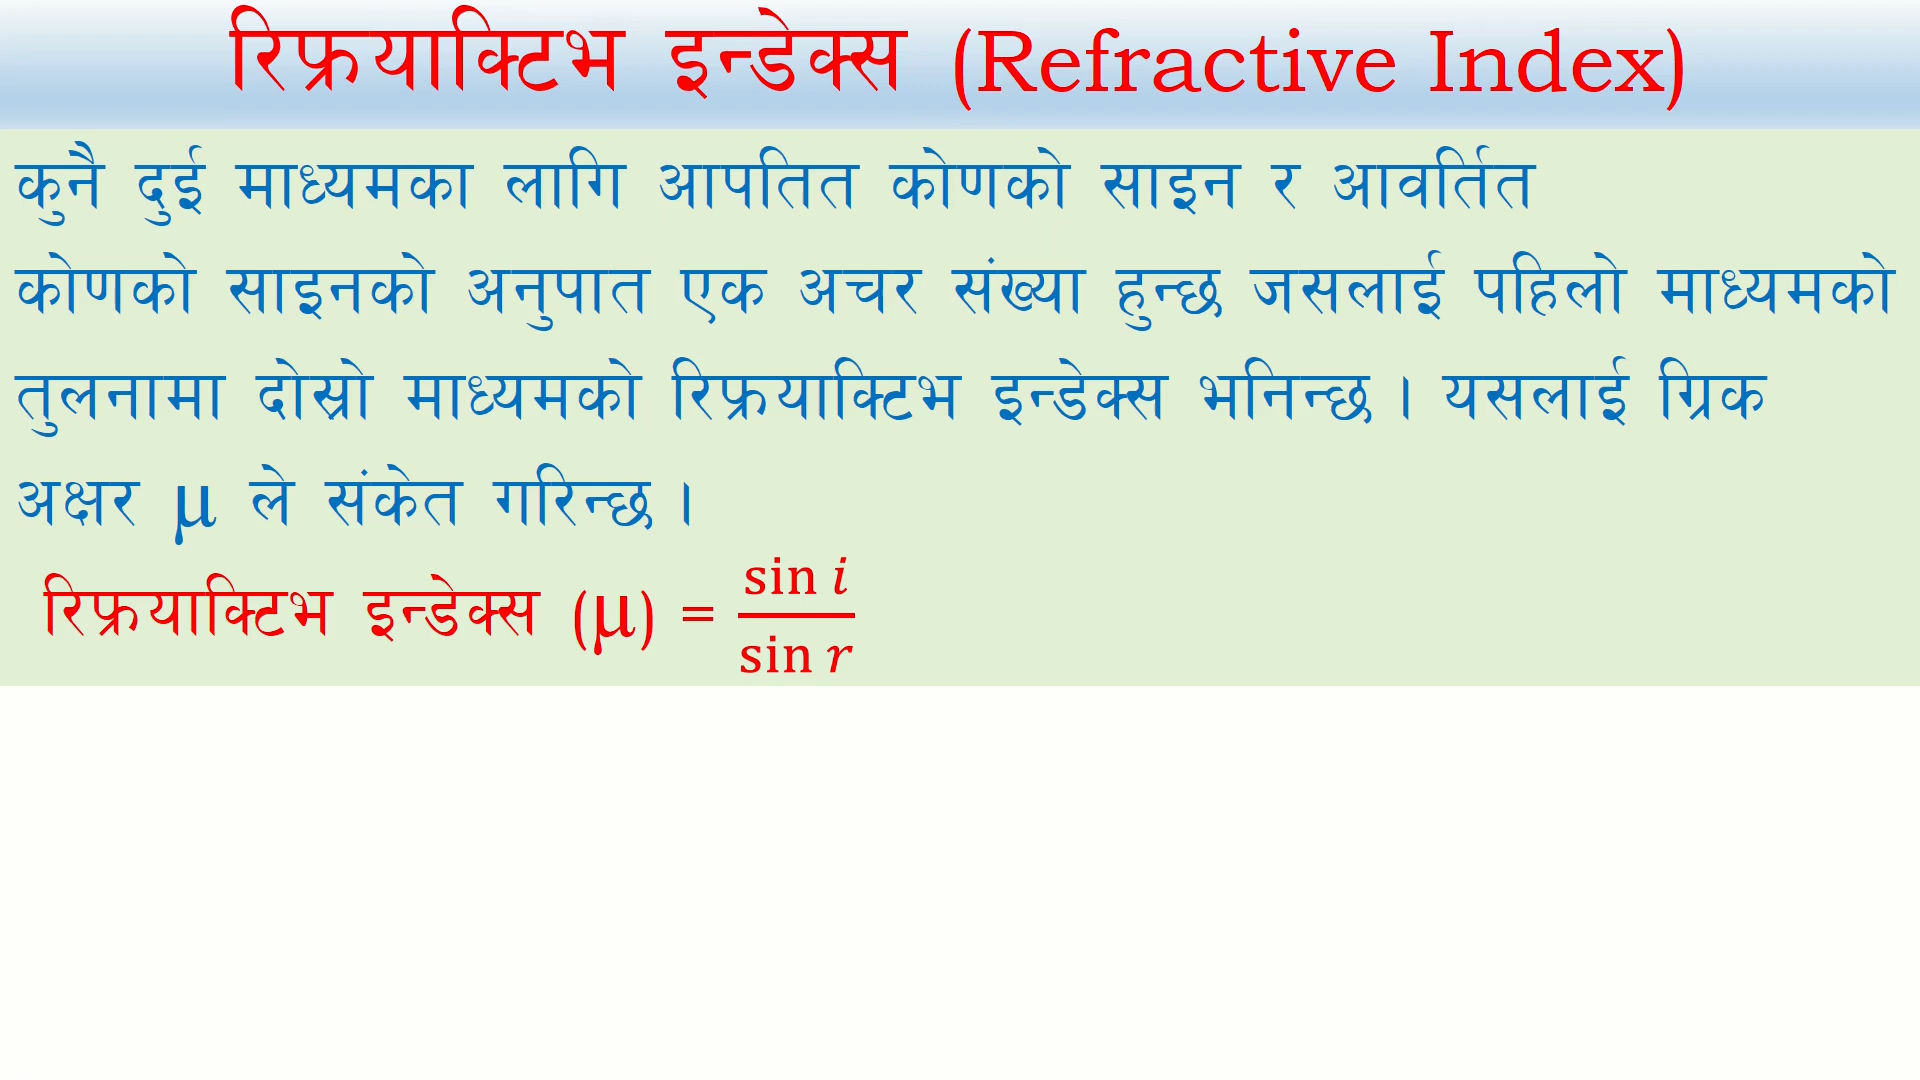 रिफ्रयाक्टिभ इन्डेक्स (Refractive Index)
कुनै दुई माध्यमका लागि आपतित कोणको साइन र आवर्तित
कोणको साइनको अनुपात एक अचर संख्या हुन्छ जसलाई पहिलो माध्यमको
तुलनामा दोस्रो माध्यमको रिफ्रयाक्टिभ इन्डेक्स भनिन्छ । यसलाई ग्रिक
अक्षर µ ले संकेत गरिन्छ ।
रिफ्रयाक्टिभ इन्डेक्स (µ) = sin i / sin r